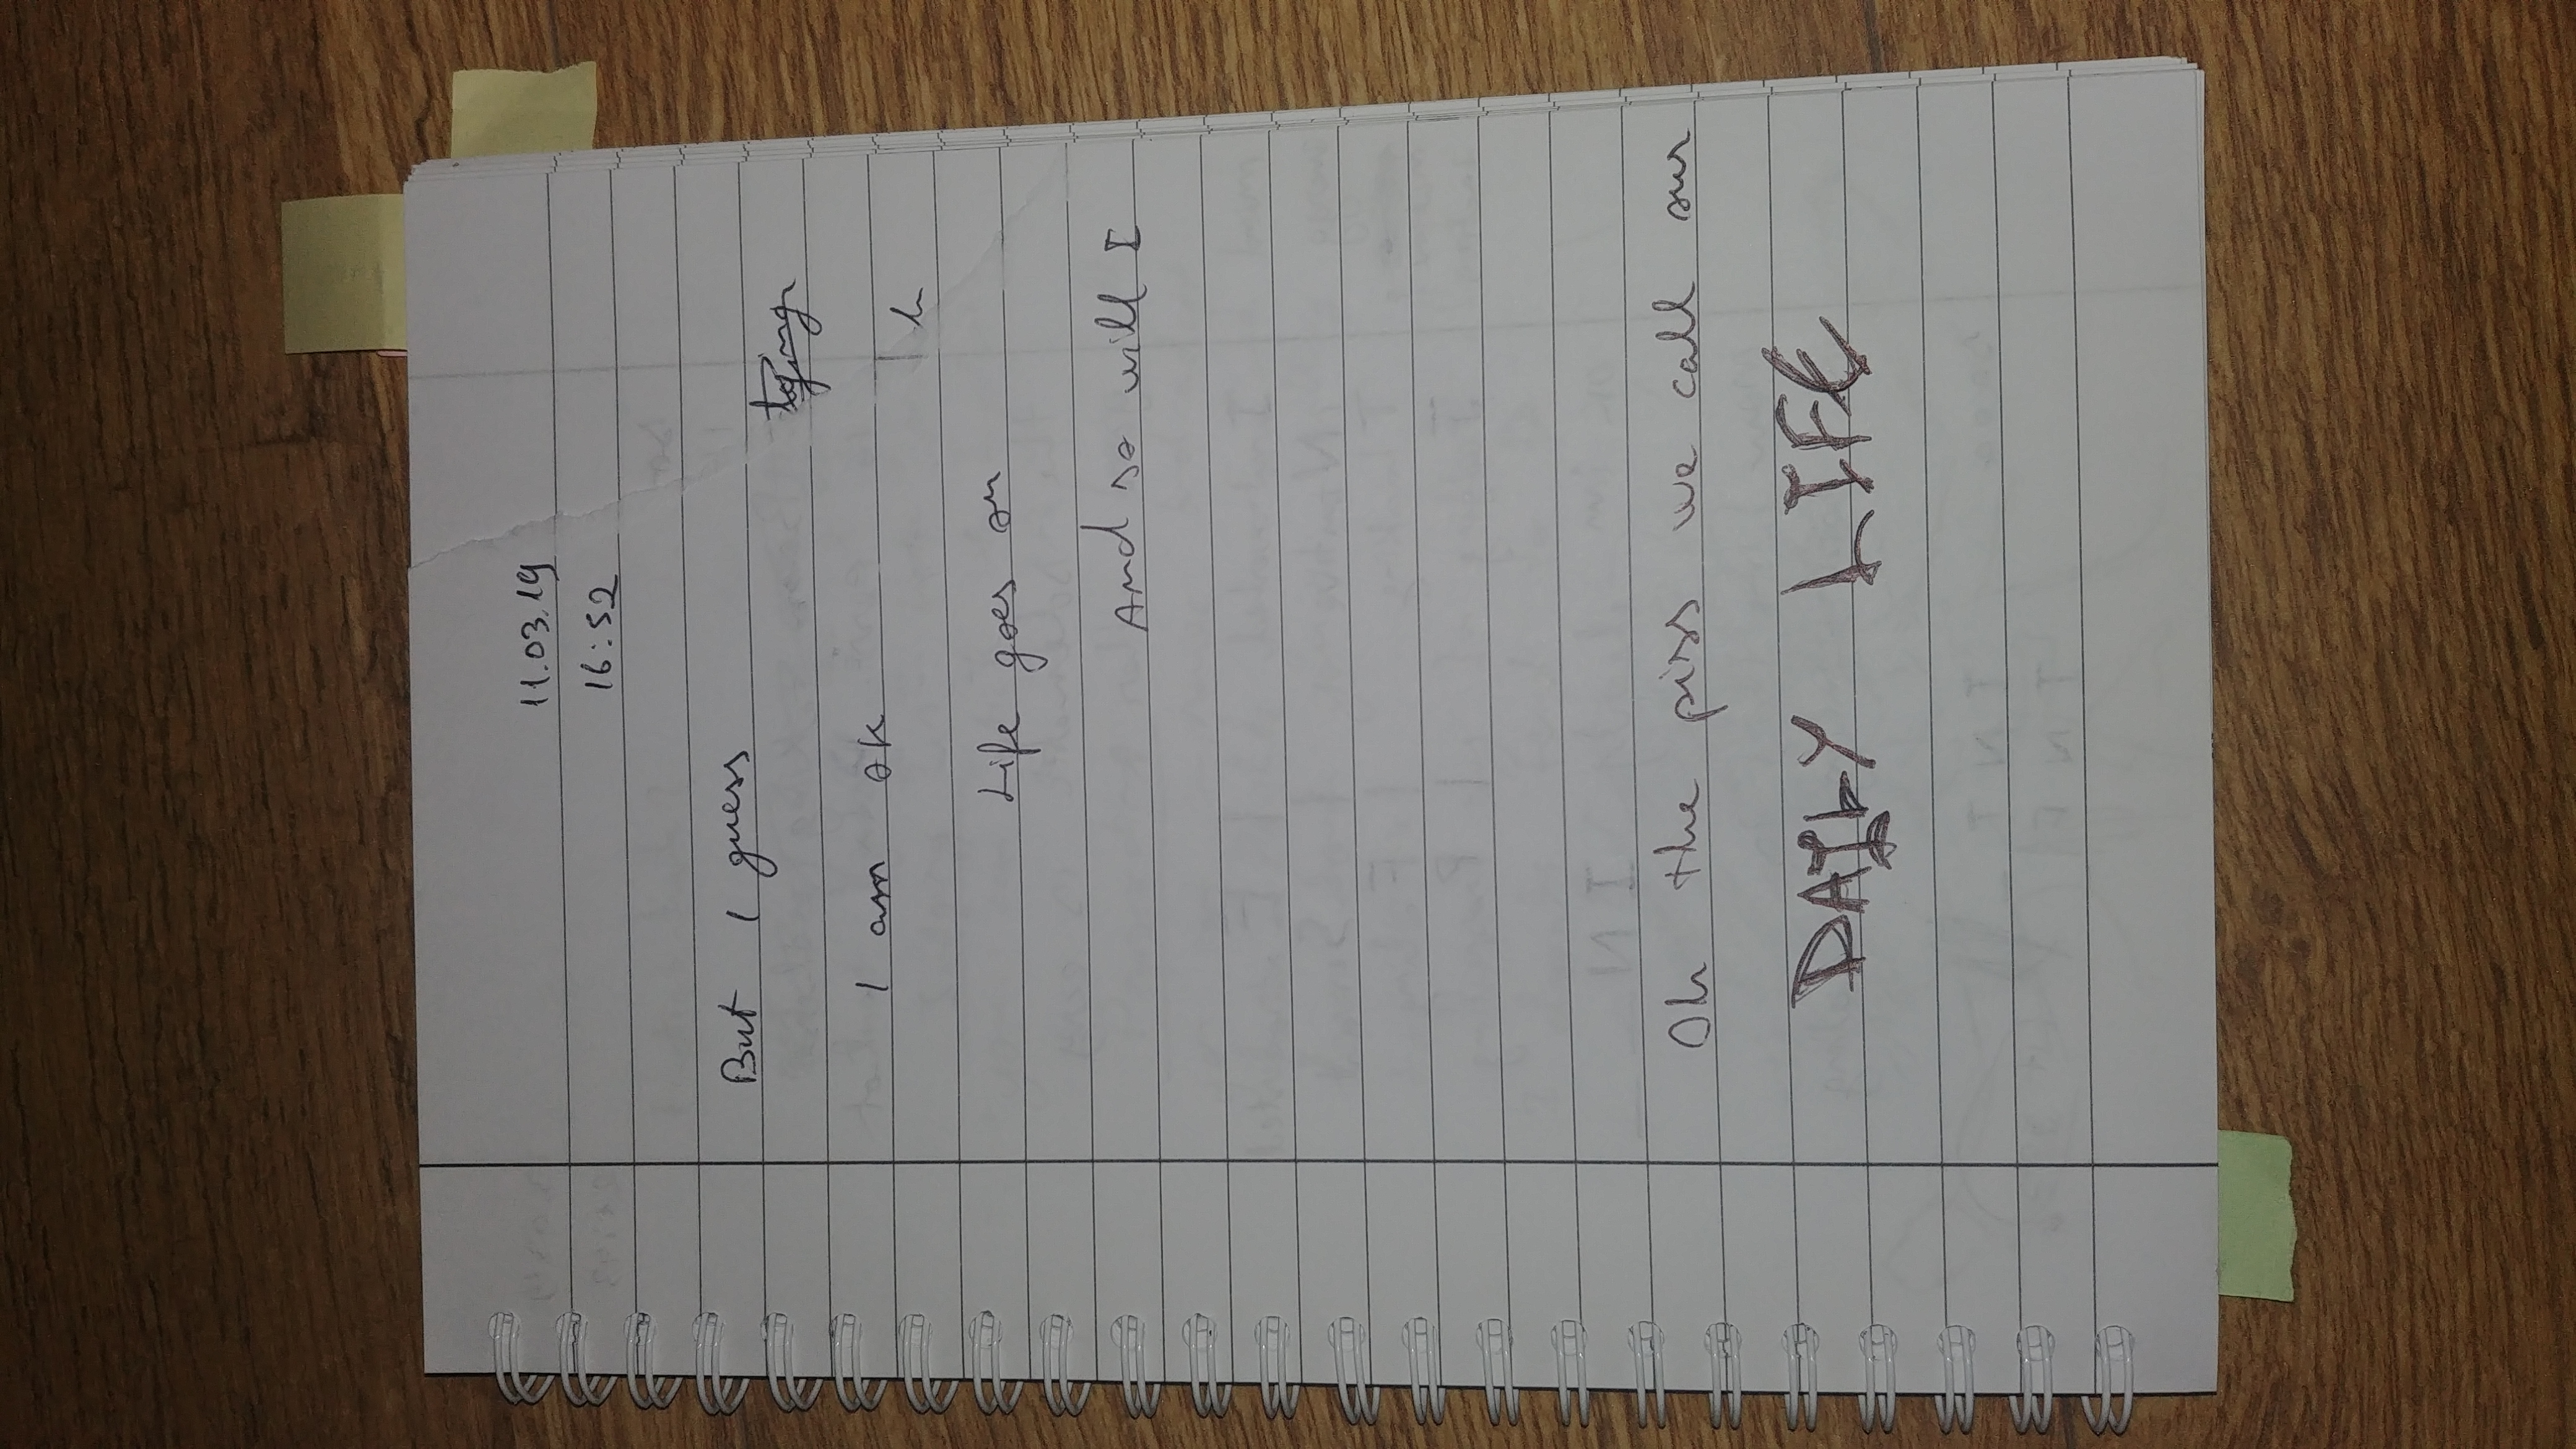 11.03.19
16:52
But I guess
I am ok
h
Life goes on
And so will I
Oh the piss we call our
DAILY LIFE